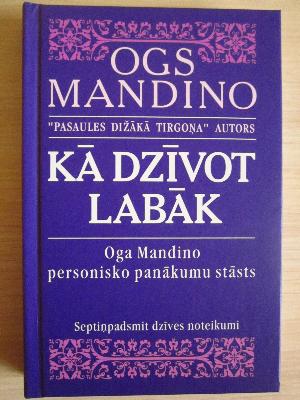 OGS
MANDINO
"PASAULES DIŽĀKĀ TIRGOŅA" AUTORS
KĀ DZĪVOT
LABĀK
Oga Mandino
personisko panākumu stāsts
Septiņpadsmit dzīves noteikumi